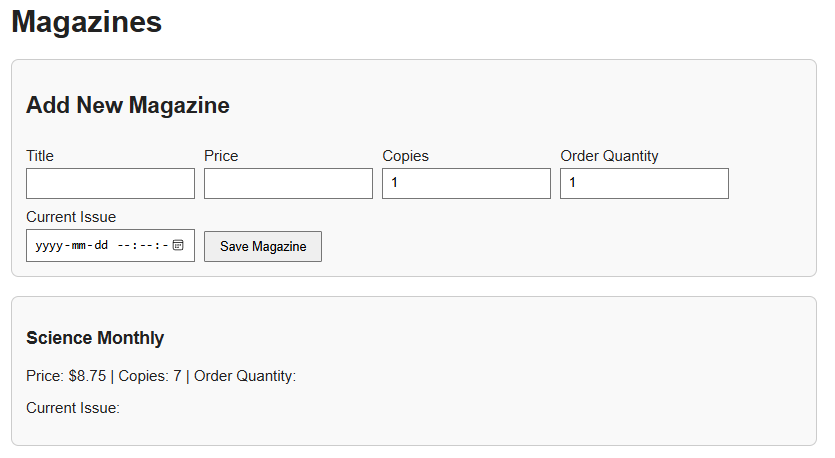 Magazines
Add New Magazine
Title Price Copies Order Quantity
1 1
Current Issue
yyyy-mm-dd --:--:- Save Magazine
Science Monthly
Price: $8.75 | Copies: 7 | Order Quantity:
Current Issue: